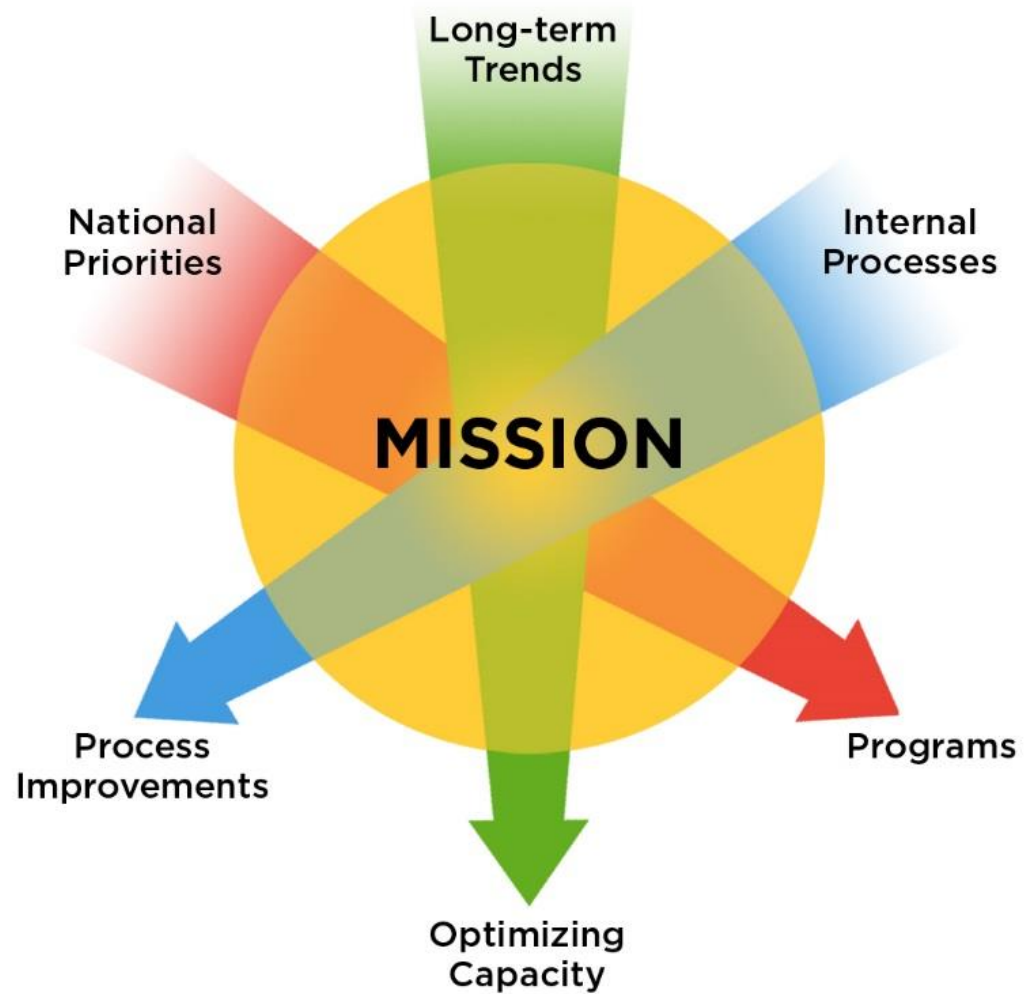 Long-term
Trends
National
Priorities
Internal
Processes
MISSION
Process
Improvements
Programs
Optimizing
Capacity